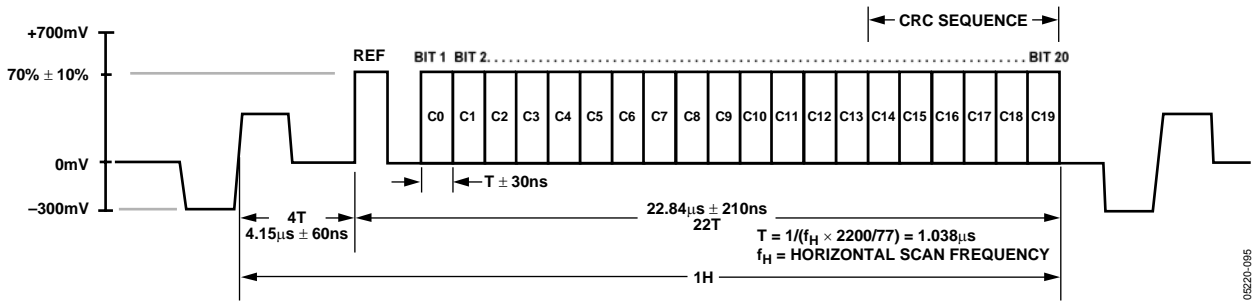 CRC SEQUENCE
+700mV
REF
BIT 1 BIT 2......................................................................BIT 20
70% ± 10%
C0 C1 C2 C3 C4 C5 C6 C7 C8 C9 C10 C11 C12 C13 C14 C15 C16 C17 C18 C19
0mV
T ± 30ns
–300mV
4T
4.15µs ± 60ns
22.84µs ± 210ns
22T
T = 1/(fH × 2200/77) = 1.038µs
fH = HORIZONTAL SCAN FREQUENCY
1H
05220-095